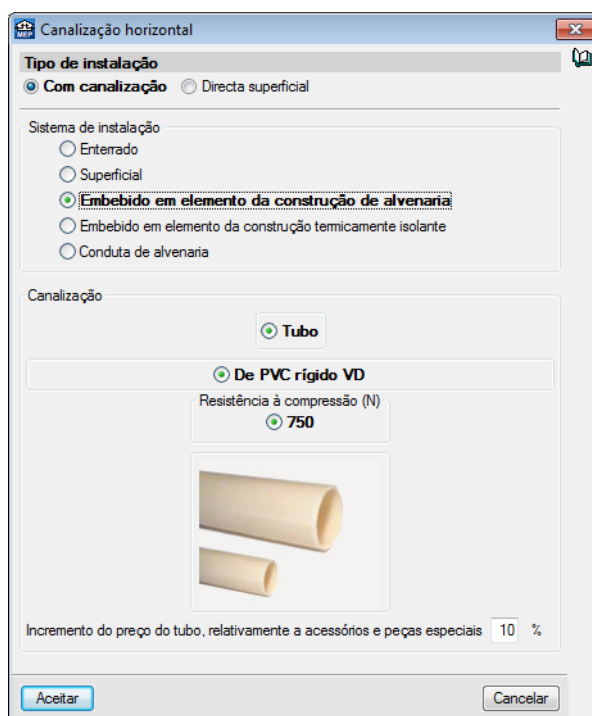 MEP Canalização horizontal
Tipo de instalação
Com canalização Directa superficial
Sistema de instalação
Enterrado
Superficial
Embebido em elemento da construção de alvenaria
Embebido em elemento da construção termicamente isolante
Conduta de alvenaria
Canalização
Tubo
De PVC rígido VD
Resistência à compressão (N)
750
Incremento do preço do tubo, relativamente a acessórios e peças especiais 10 %
Aceitar Cancelar